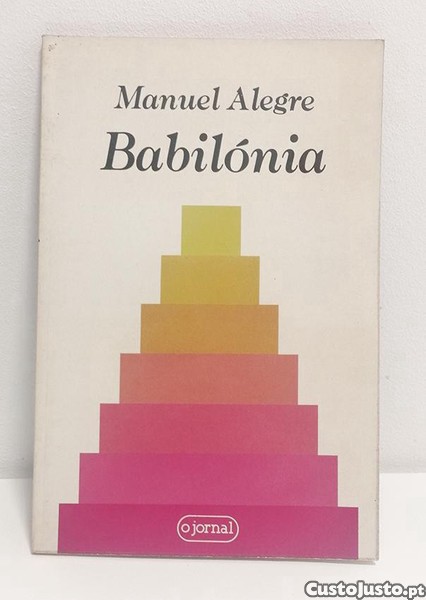 Manuel Alegre
Babilónia
o jornal
CustoJusto.pt